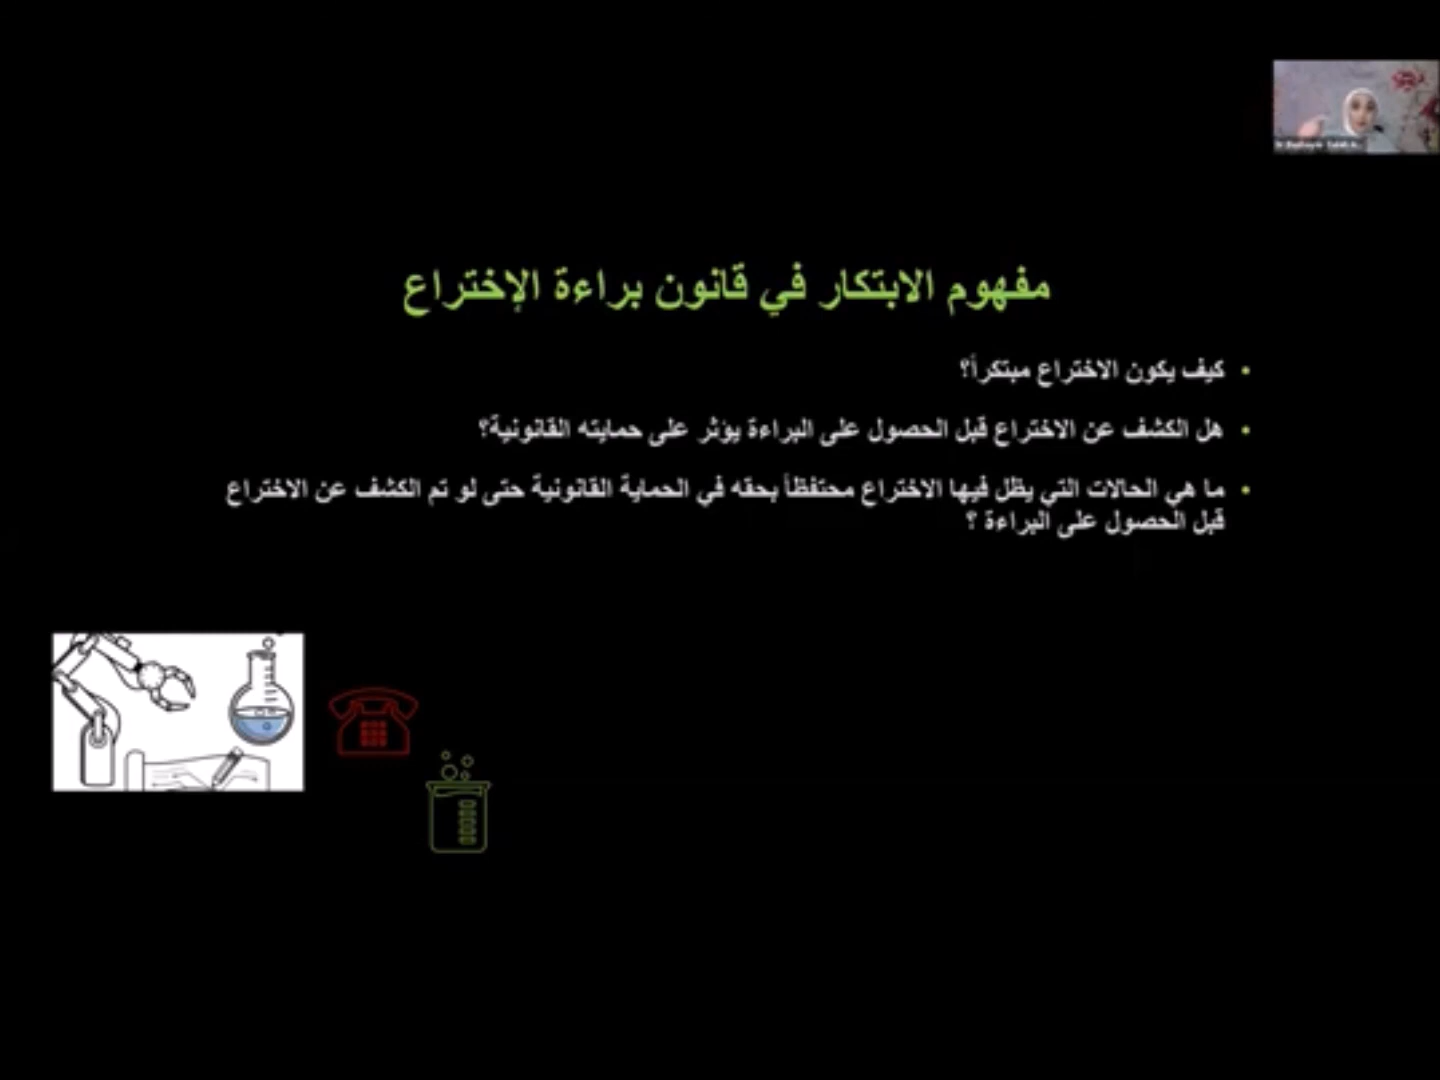 مفهوم الابتكار في قانون براءة الإختراع
• كيف يكون الاختراع مبتكراً؟
• هل الكشف عن الاختراع قبل الحصول على البراءة يؤثر على حمايته القانونية؟
• ما هي الحالات التي يظل فيها الاختراع محتفظاً بحقه في الحماية القانونية حتى لو تم الكشف عن الاختراع
قبل الحصول على البراءة ؟